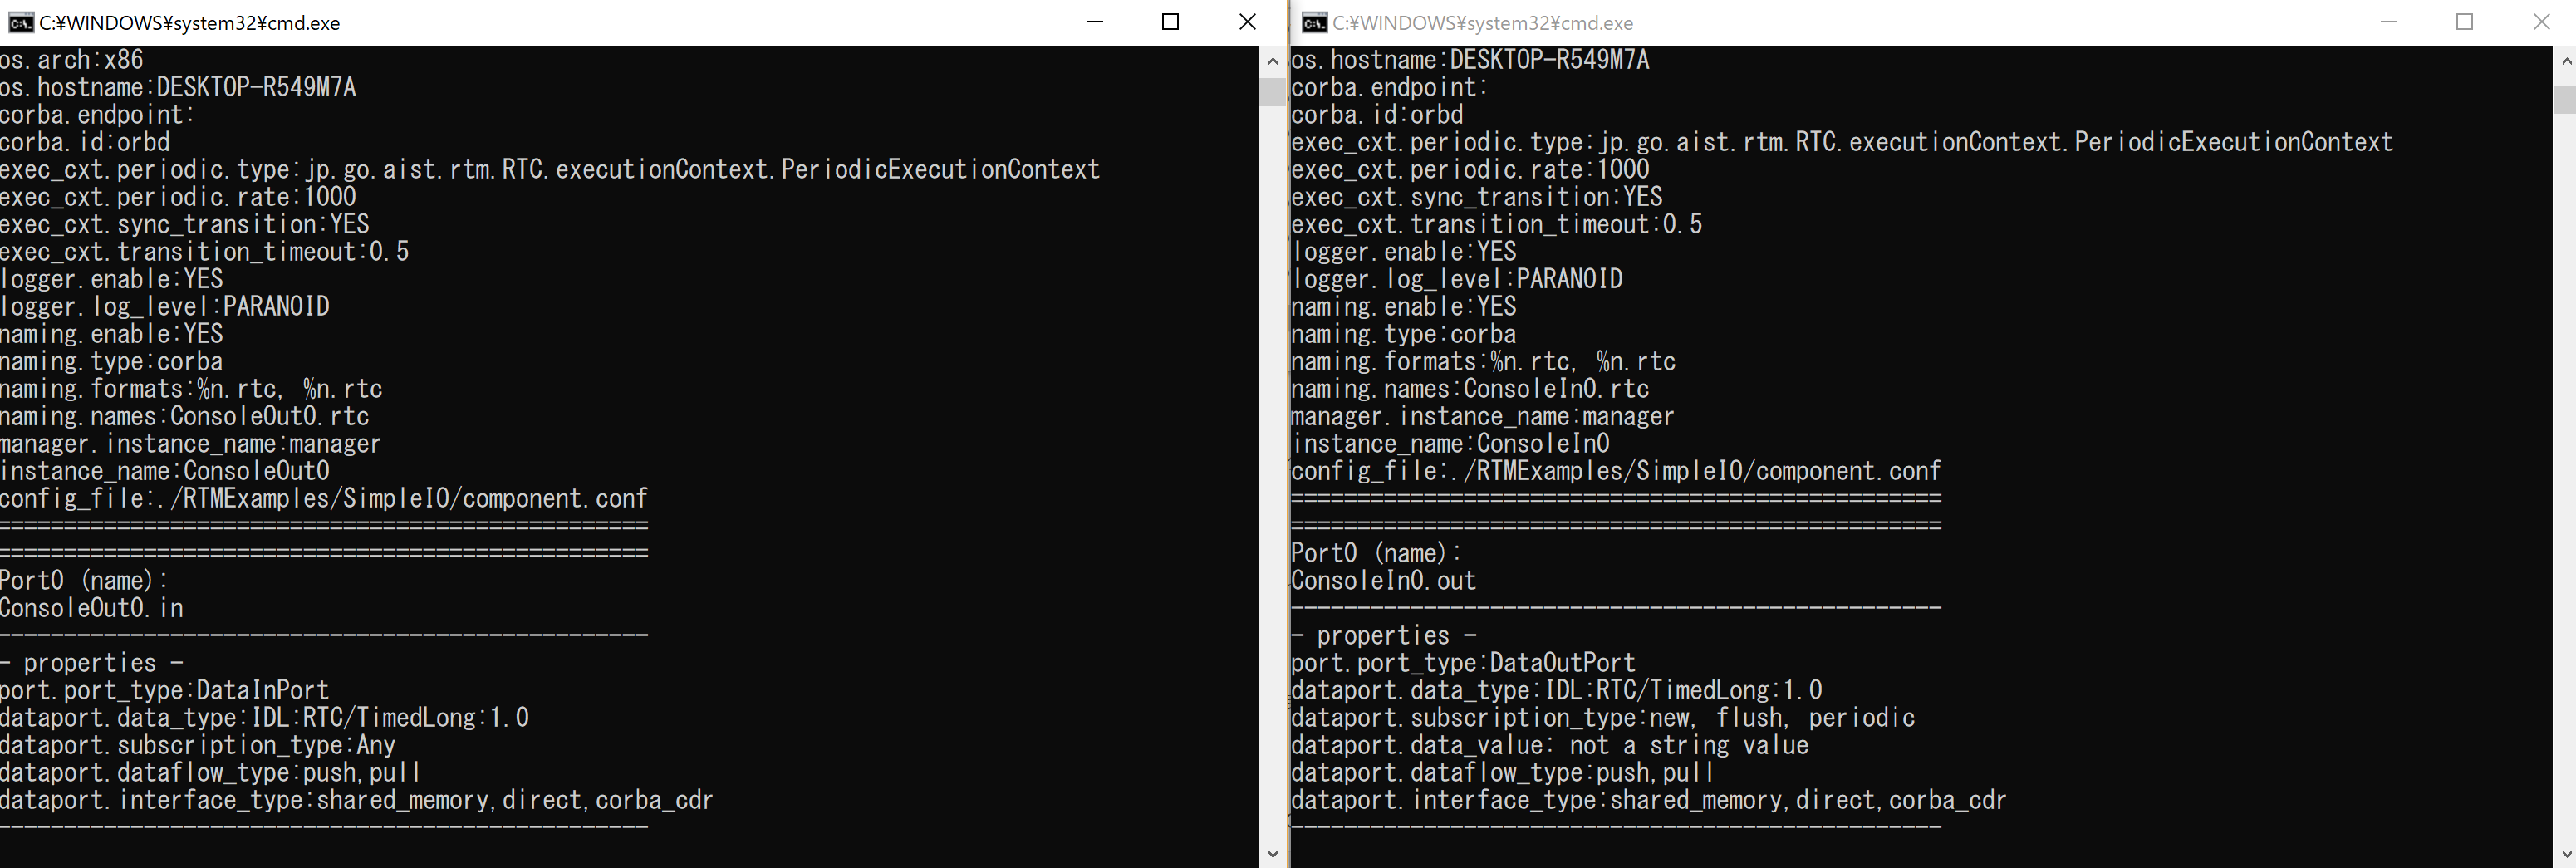 C:¥WINDOWS¥system32¥cmd.exe
os.arch:x86
os.hostname:DESKTOP-R549M7A
corba.endpoint:
corba.id:orbd
exec_cxt.periodic.type:jp.go.aist.rtm.RTC.executionContext.PeriodicExecutionContext
exec_cxt.periodic.rate:1000
exec_cxt.sync_transition:YES
exec_cxt.transition_timeout:0.5
logger.enable:YES
logger.log_level:PARANOID
naming.enable:YES
naming.type:corba
naming.formats:%n.rtc, %n.rtc
naming.names:ConsoleOut0.rtc
manager.instance_name:manager
instance_name:ConsoleOut0
config_file:./RTMExamples/SimpleIO/component.conf
=================================================
=================================================
Port0 (name):
ConsoleOut0.in
-------------------------------------------------
- properties -
port.port_type:DataInPort
dataport.data_type:IDL:RTC/TimedLong:1.0
dataport.subscription_type:Any
dataport.dataflow_type:push,pull
dataport.interface_type:shared_memory,direct,corba_cdr
-------------------------------------------------
C:¥WINDOWS¥system32¥cmd.exe
os.hostname:DESKTOP-R549M7A
corba.endpoint:
corba.id:orbd
exec_cxt.periodic.type:jp.go.aist.rtm.RTC.executionContext.PeriodicExecutionContext
exec_cxt.periodic.rate:1000
exec_cxt.sync_transition:YES
exec_cxt.transition_timeout:0.5
logger.enable:YES
logger.log_level:PARANOID
naming.enable:YES
naming.type:corba
naming.formats:%n.rtc, %n.rtc
naming.names:ConsoleIn0.rtc
manager.instance_name:manager
instance_name:ConsoleIn0
config_file:./RTMExamples/SimpleIO/component.conf
=================================================
=================================================
Port0 (name):
ConsoleIn0.out
-------------------------------------------------
- properties -
port.port_type:DataOutPort
dataport.data_type:IDL:RTC/TimedLong:1.0
dataport.subscription_type:new, flush, periodic
dataport.data_value: not a string value
dataport.dataflow_type:push,pull
dataport.interface_type:shared_memory,direct,corba_cdr
-------------------------------------------------